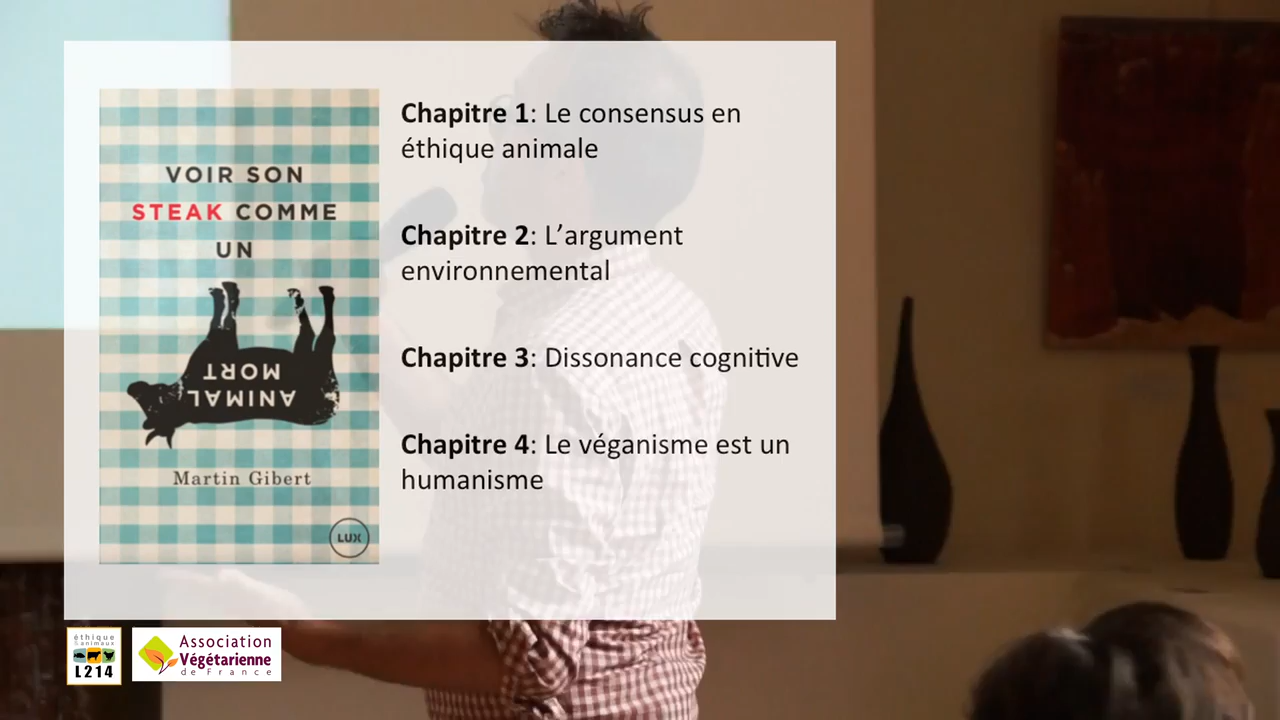 VOIR SON
STEAK COMME
UN
ANIMAL
MORT
Martin Gibert
LUX
Chapitre 1: Le consensus en
éthique animale
Chapitre 2: L’argument
environnemental
Chapitre 3: Dissonance cognitive
Chapitre 4: Le véganisme est un
humanisme
éthique
& animaux
L214
Association
Végétarienne
de France